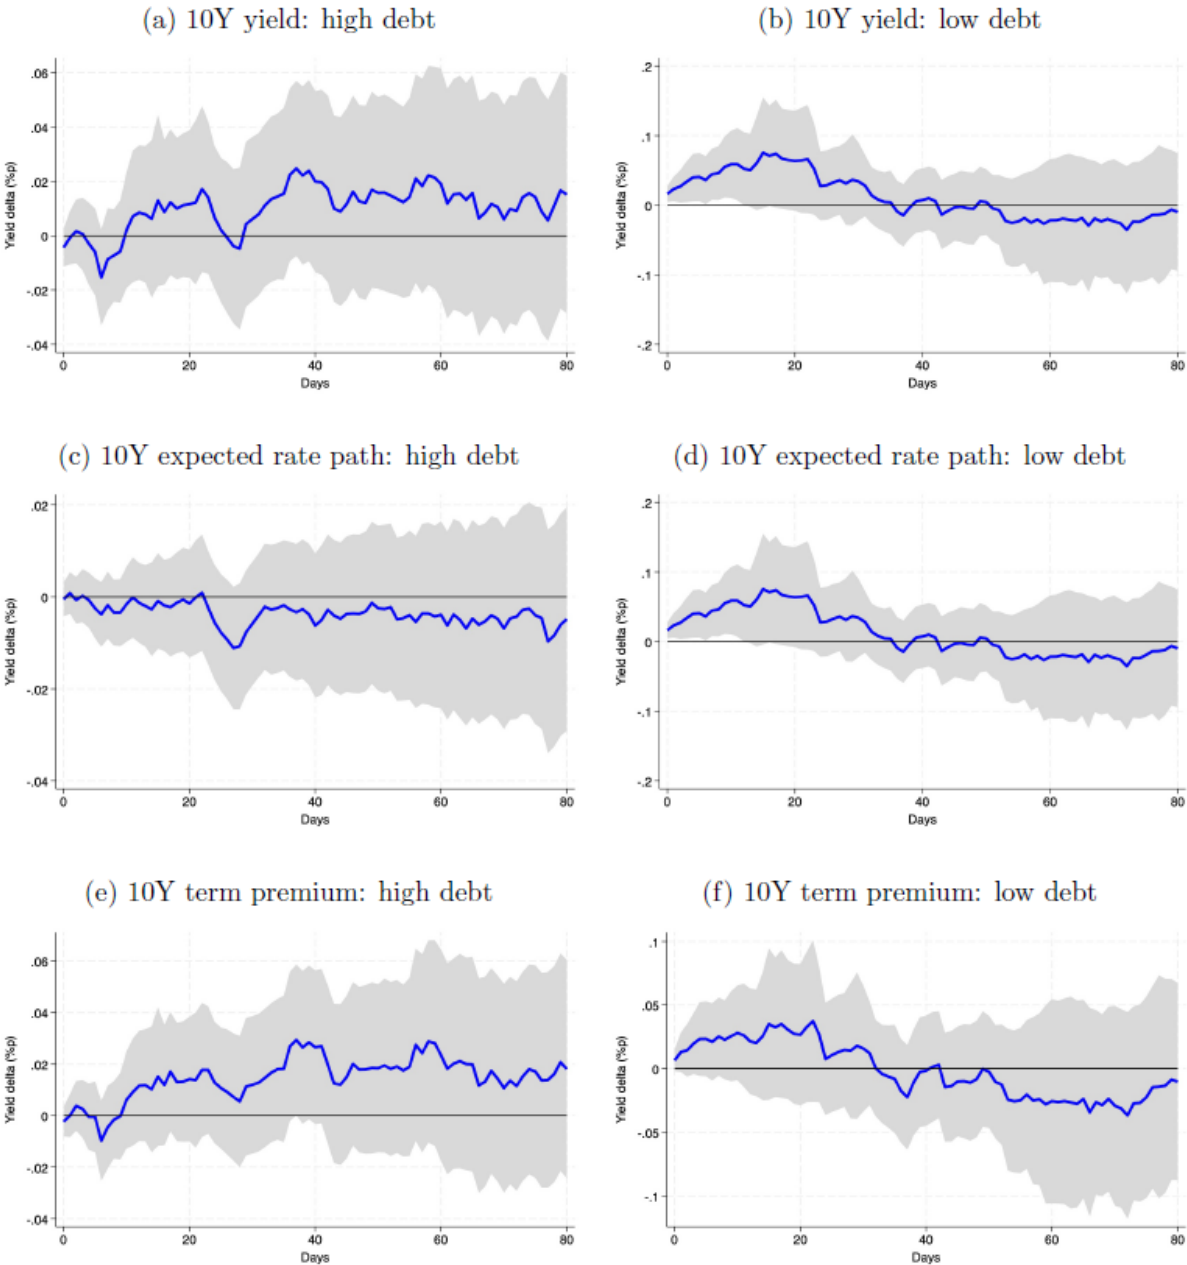 (a) 10Y yield: high debt
.06
.04
.02
0
-.02
-.04
Yield delta (%p)
0 20 40 60 80
Days
(b) 10Y yield: low debt
.2
.1
0
-.1
-.2
Yield delta (%p)
0 20 40 60 80
Days
(c) 10Y expected rate path: high debt
.02
0
-.02
-.04
Yield delta (%p)
0 20 40 60 80
Days
(d) 10Y expected rate path: low debt
.2
.1
0
-.1
-.2
Yield delta (%p)
0 20 40 60 80
Days
(e) 10Y term premium: high debt
.06
.04
.02
0
-.02
-.04
Yield delta (%p)
0 20 40 60 80
Days
(f) 10Y term premium: low debt
.1
.05
0
-.05
-.1
Yield delta (%p)
0 20 40 60 80
Days